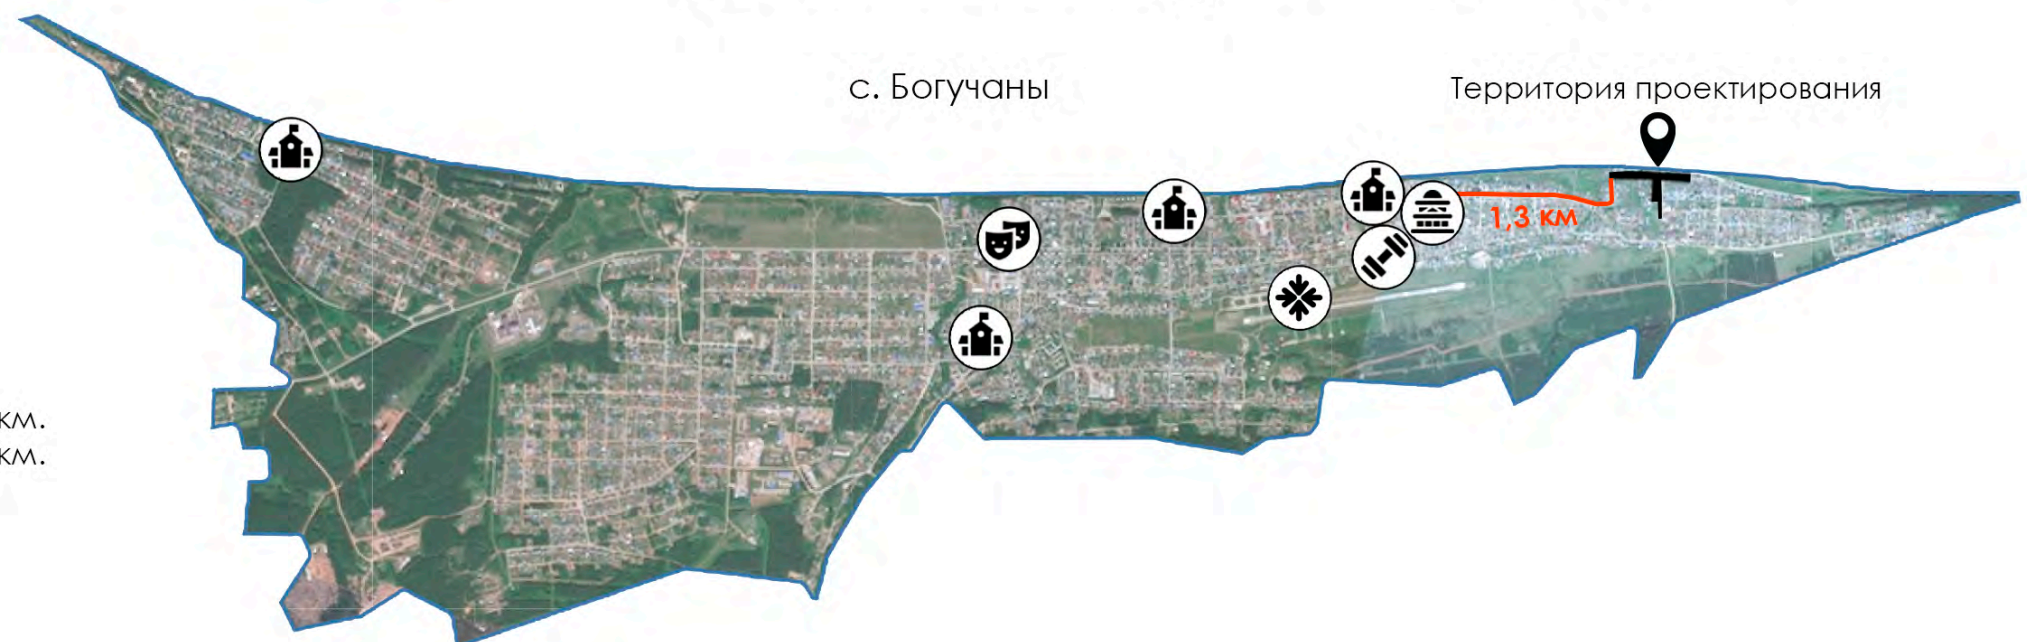 с. Богучаны
Территория проектирования
1,3 км
км.
км.